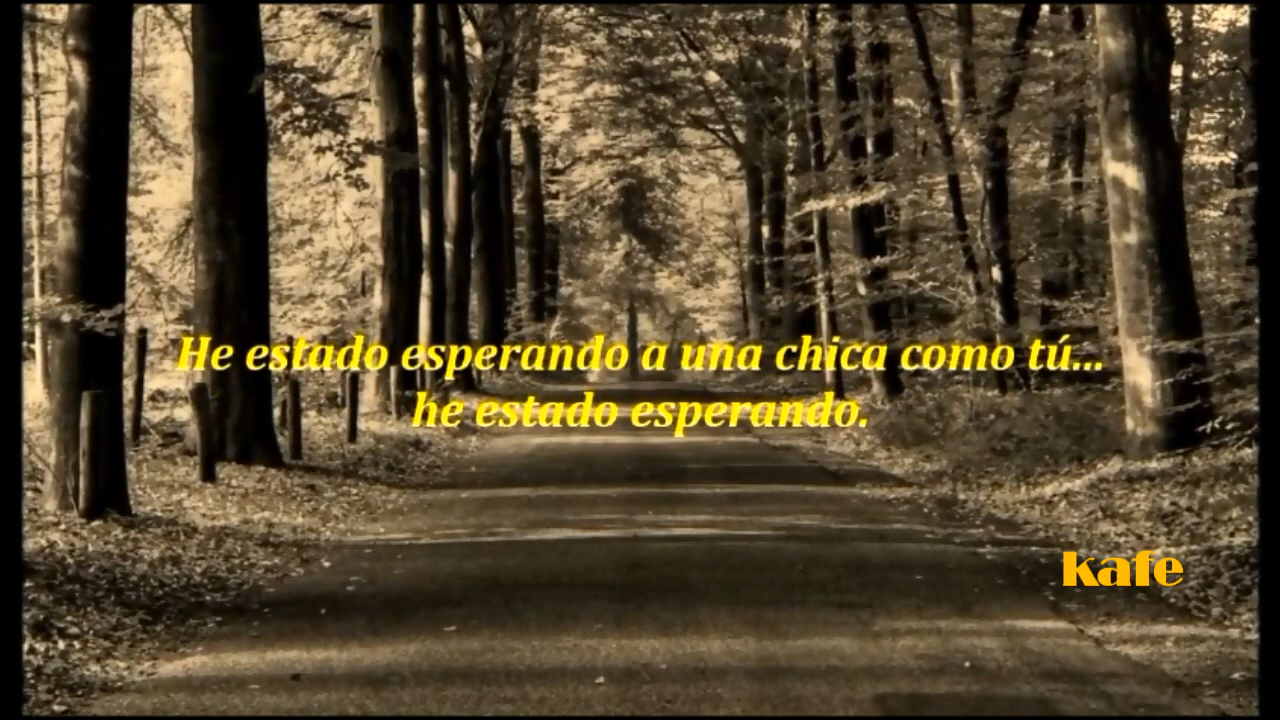 He estado esperando a una chica como tú...
he estado esperando.
kafe